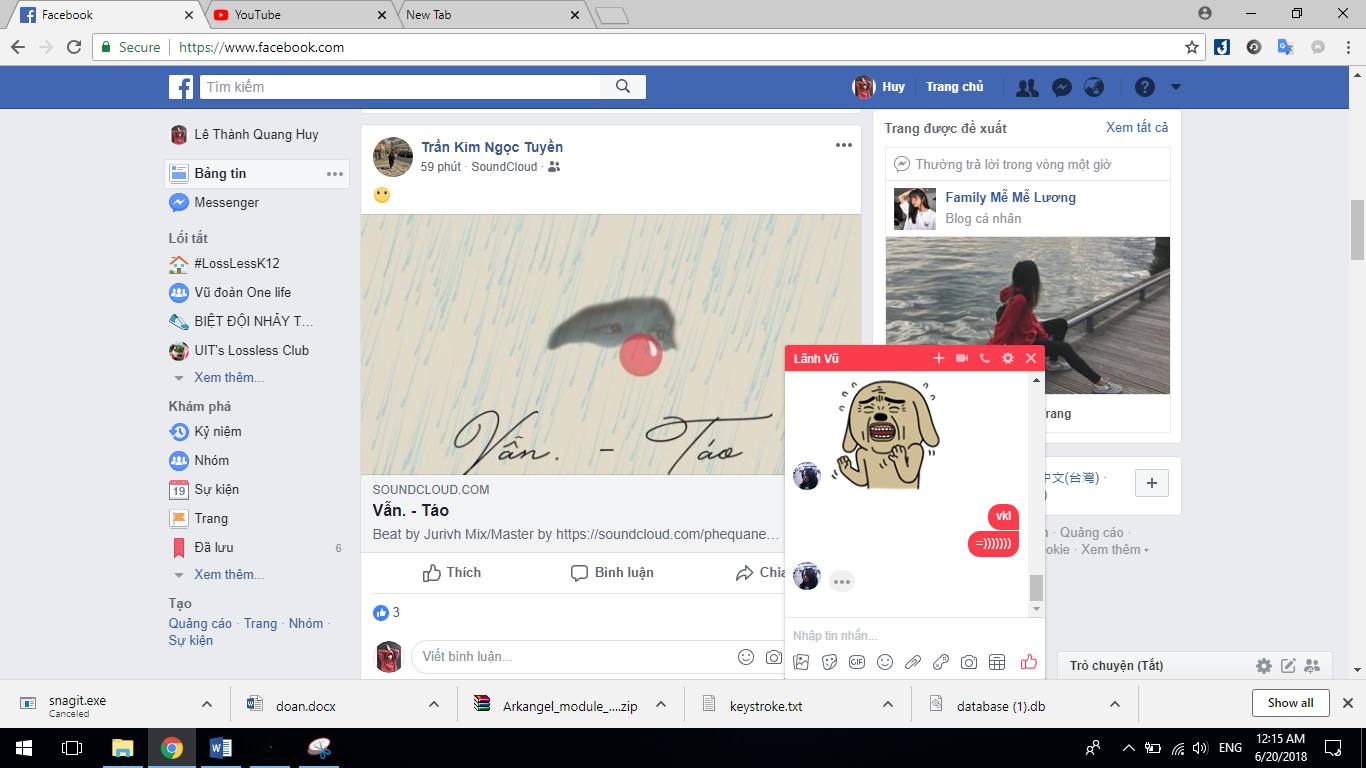 Facebook
YouTube
New Tab
Secure
https://www.facebook.com
Tìm kiếm
Huy
Trang chủ
Lê Thành Quang Huy
Bảng tin
Messenger
Lối tắt
#LossLessK12
Vũ đoàn One life
BIỆT ĐỘI NHẢY T...
UIT's Lossless Club
Xem thêm...
Khám phá
Kỷ niệm
Nhóm
Sự kiện
19
Trang
Đã lưu
6
Xem thêm...
Tạo
Quảng cáo · Trang · Nhóm ·
Sự kiện
Trần Kim Ngọc Tuyền
59 phút · SoundCloud ·
Vẫn. - Táo
SOUNDCLOUD.COM
Vẫn. - Táo
Beat by Jurivh Mix/Master by https://soundcloud.com/phequane...
Thích
Bình luận
Chia
3
Viết bình luận...
Trang được đề xuất
Xem tất cả
Thường trả lời trong vòng một giờ
Family Mễ Mễ Lương
Blog cá nhân
Trang
中文(台灣) ·
Quảng cáo ·
Xem thêm
Lãnh Vũ
vkl
=)))))))
Nhập tin nhắn...
GIF
Trò chuyện (Tắt)
snagit.exe
Canceled
doan.docx
Arkangel_module_....zip
keystroke.txt
database (1).db
Show all
ENG
12:15 AM
6/20/2018